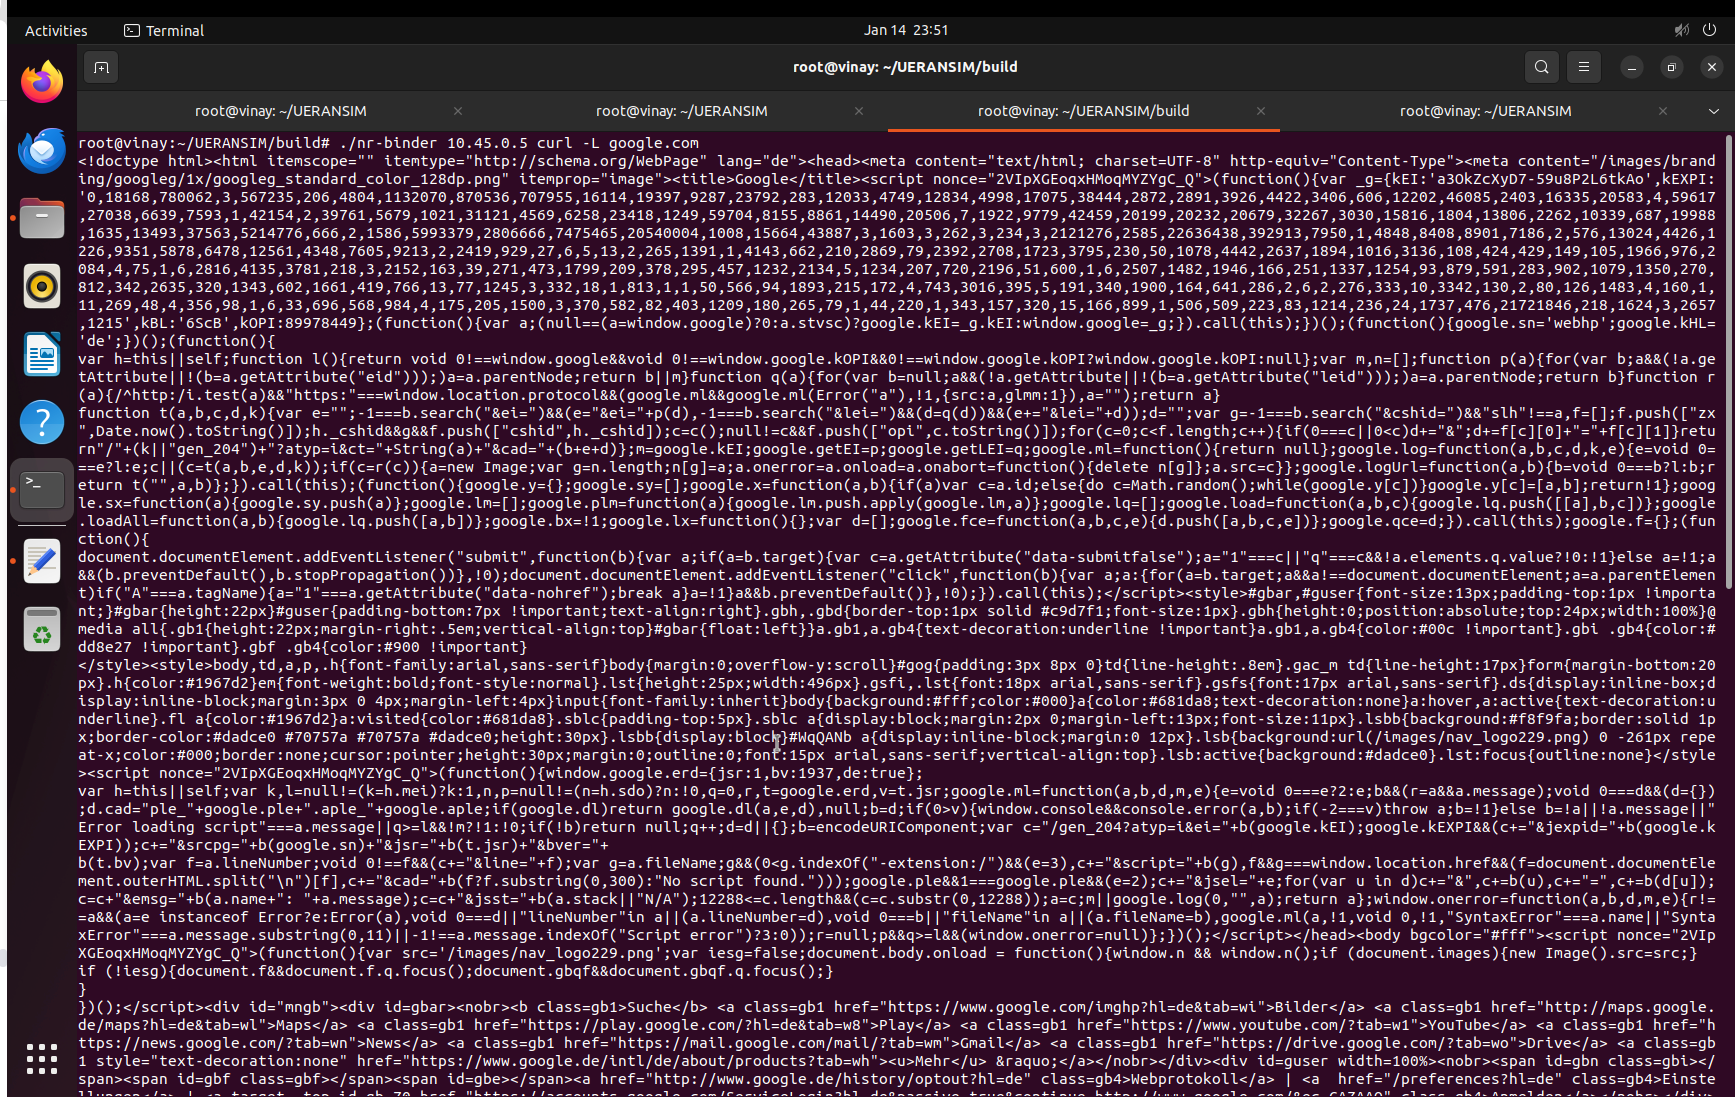 Activities
Terminal
Jan 14 23:51
root@vinay: ~/UERANSIM/build
root@vinay: ~/UERANSIM
root@vinay: ~/UERANSIM
root@vinay: ~/UERANSIM/build
root@vinay: ~/UERANSIM
root@vinay:~/UERANSIM/build# ./nr-binder 10.45.0.5 curl -L google.com
<!doctype html><html itemscope="" itemtype="http://schema.org/WebPage" lang="de"><head><meta content="text/html; charset=UTF-8" http-equiv="Content-Type"><meta content="/images/brand
ing/googleg/1x/googleg_standard_color_128dp.png" itemprop="image"><title>Google</title><script nonce="2VIpXGEoqxHMoqMYZYgC_Q">(function(){var _g={kEI:'a3OkZcXyD7-59u8P2L6tkAo',kEXPI:
'0,18168,780062,3,567235,206,4804,1132070,870536,707955,16114,19397,9287,23792,283,12033,4749,12834,4998,17075,38444,2872,2891,3926,4422,3406,606,12202,46085,2403,16335,20583,4,59617
,27038,6639,7593,1,42154,2,39761,5679,1021,31121,4569,6258,23418,1249,59704,8155,8861,14490,20506,7,1922,9779,42459,20199,20232,20679,32267,3030,15816,1804,13806,2262,10339,687,19988
,1635,13493,37563,5214776,666,2,1586,5993379,2806666,7475465,20540004,1008,15664,43887,3,1603,3,262,3,234,3,2121276,2585,22636438,392913,7950,1,4848,8408,8901,7186,2,576,13024,4426,1
226,9351,5878,6478,12561,4348,7605,9213,2,2419,929,27,6,5,13,2,265,1391,1,4143,662,210,2869,79,2392,2708,1723,3795,230,50,1078,4442,2637,1894,1016,3136,108,424,429,149,105,1966,976,2
084,4,75,1,6,2816,4135,3781,218,3,2152,163,39,271,473,1799,209,378,295,457,1232,2134,5,1234,207,720,2196,51,600,1,6,2507,1482,1946,166,251,1337,1254,93,879,591,283,902,1079,1350,270,
812,342,2635,320,1343,602,1661,419,766,13,77,1245,3,332,18,1,813,1,1,50,566,94,1893,215,172,4,743,3016,395,5,191,340,1900,164,641,286,2,6,2,276,333,10,3342,130,2,80,126,1483,4,160,1,1
11,269,48,4,356,98,1,6,33,696,568,984,4,175,205,1500,3,370,582,82,403,1209,180,265,79,1,44,220,1,343,157,320,15,166,899,1,506,509,223,83,1214,236,24,1737,476,21721846,218,1624,3,2657
,1215',kBL:'6ScB',kOPI:89978449};(function(){var a;(null==(a=window.google)?0:a.stvsc)?google.kEI=_g.kEI:window.google=_g;}).call(this);})();(function(){google.sn='webhp';google.kHL=
'de';})();(function(){
var h=this||self;function l(){return void 0!==window.google&&void 0!==window.google.kOPI&&0!==window.google.kOPI?window.google.kOPI:null};var m,n=[];function p(a){for(var b;a&&(!a.ge
tAttribute||!(b=a.getAttribute("eid")));)a=a.parentNode;return b||m}function q(a){for(var b=null;a&&(!a.getAttribute||!(b=a.getAttribute("leid")));)a=a.parentNode;return b}function r
(a){/^http:/i.test(a)&&"https:"===window.location.protocol&&(google.ml&&google.ml(Error("a"),!1,{src:a,glmm:1}),a="");return a}
function t(a,b,c,d,k){var e="";-1===b.search("&ei=")&&(e="&ei="+p(d),-1===b.search("&lei=")&&(d=q(d))&&(e+="&lei="+d));d="";var g=-1===b.search("&cshid=")&&"slh"!==a,f=[];f.push(["zx
",Date.now().toString()]);h._cshid&&g&&f.push(["cshid",h._cshid]);c=c();null!=c&&f.push(["opi",c.toString()]);for(c=0;c<f.length;c++){if(0===c||0<c)d+="&";d+=f[c][0]+"="+f[c][1]}retu
rn"/"+(k||"gen_204")+"?atyp=i&ct="+String(a)+"&cad="+(b+e+d)};m=google.kEI;google.getEI=p;google.getLEI=q;google.ml=function(){return null};google.log=function(a,b,c,d,k,e){e=void 0=
==e?l:e;c||(c=t(a,b,e,d,k));if(c=r(c)){a=new Image;var g=n.length;n[g]=a;a.onerror=a.onload=a.onabort=function(){delete n[g]};a.src=c}};google.logUrl=function(a,b){b=void 0===b?l:b;r
eturn t("",a,b)};}).call(this);(function(){google.y={};google.sy=[];google.x=function(a,b){if(a)var c=a.id;else{do c=Math.random();while(google.y[c])}google.y[c]=[a,b];return!1};goog
le.sx=function(a){google.sy.push(a)};google.lm=[];google.plm=function(a){google.lm.push.apply(google.lm,a)};google.lq=[];google.load=function(a,b,c){google.lq.push([[a],b,c])};google
.loadAll=function(a,b){google.lq.push([a,b])};google.bx=!1;google.lx=function(){};var d=[];google.fce=function(a,b,c,e){d.push([a,b,c,e])};google.qce=d;}).call(this);google.f={};(fun
ction(){
document.documentElement.addEventListener("submit",function(b){var a;if(a=b.target){var c=a.getAttribute("data-submitfalse");a="1"===c||"q"===c&&!a.elements.q.value?!0:!1}else a=!1;a
&&(b.preventDefault(),b.stopPropagation())},!0);document.documentElement.addEventListener("click",function(b){var a;a:{for(a=b.target;a&&a!==document.documentElement;a=a.parentElemen
t)if("A"===a.tagName){a="1"===a.getAttribute("data-nohref");break a}a=!1}a&&b.preventDefault()},!0);}).call(this);</script><style>#gbar,#guser{font-size:13px;padding-top:1px !importa
nt;}#gbar{height:22px}#guser{padding-bottom:7px !important;text-align:right}.gbh,.gbd{border-top:1px solid #c9d7f1;font-size:1px}.gbh{height:0;position:absolute;top:24px;width:100%}@
media all{.gb1{height:22px;margin-right:.5em;vertical-align:top}#gbar{float:left}}a.gb1,a.gb4{text-decoration:underline !important}a.gb1,a.gb4{color:#00c !important}.gbi .gb4{color:#
dd8e27 !important}.gbf .gb4{color:#900 !important}
</style><style>body,td,a,p,.h{font-family:arial,sans-serif}body{margin:0;overflow-y:scroll}#gog{padding:3px 8px 0}td{line-height:.8em}.gac_m td{line-height:17px}form{margin-bottom:20
px}.h{color:#1967d2}em{font-weight:bold;font-style:normal}.lst{height:25px;width:496px}.gsfi,.lst{font:18px arial,sans-serif}.gsfs{font:17px arial,sans-serif}.ds{display:inline-box;d
isplay:inline-block;margin:3px 0 4px;margin-left:4px}input{font-family:inherit}body{background:#fff;color:#000}a{color:#681da8;text-decoration:none}a:hover,a:active{text-decoration:u
nderline}.fl a{color:#1967d2}a:visited{color:#681da8}.sblc{padding-top:5px}.sblc a{display:block;margin:2px 0;margin-left:13px;font-size:11px}.lsbb{background:#f8f9fa;border:solid 1p
x;border-color:#dadce0 #70757a #70757a #dadce0;height:30px}.lsbb{display:block}#WqQANb a{display:inline-block;margin:0 12px}.lsb{background:url(/images/nav_logo229.png) 0 -261px repe
at-x;color:#000;border:none;cursor:pointer;height:30px;margin:0;outline:0;font:15px arial,sans-serif;vertical-align:top}.lsb:active{background:#dadce0}.lst:focus{outline:none}</style
><script nonce="2VIpXGEoqxHMoqMYZYgC_Q">(function(){window.google.erd={jsr:1,bv:1937,de:true};
var h=this||self;var k,l=null!=(k=h.mei)?k:1,n,p=null!=(n=h.sdo)?n:!0,q=0,r,t=google.erd,v=t.jsr;google.ml=function(a,b,d,m,e){e=void 0===e?2:e;b&&(r=a&&a.message);void 0===d&&(d={})
;d.cad="ple_"+google.ple+".aple_"+google.aple;if(google.dl)return google.dl(a,e,d),null;b=d;if(0>v){window.console&&console.error(a,b);if(-2===v)throw a;b=!1}else b=!a||!a.message||"
Error loading script"===a.message||q>=l&&!m?!1:!0;if(!b)return null;q++;d=d||{};b=encodeURIComponent;var c="/gen_204?atyp=i&ei="+b(google.kEI);google.kEXPI&&(c+="&jexpid="+b(google.k
EXPI));c+="&srcpg="+b(google.sn)+"&jsr="+b(t.jsr)+"&bver="+
b(t.bv);var f=a.lineNumber;void 0!==f&&(c+="&line="+f);var g=a.fileName;g&&(0<g.indexOf("-extension:/")&&(e=3),c+="&script="+b(g),f&&g===window.location.href&&(f=document.documentEle
ment.outerHTML.split("\n")[f],c+="&cad="+b(f?f.substring(0,300):"No script found.")));google.ple&&1===google.ple&&(e=2);c+="&jsel="+e;for(var u in d)c+="&",c+=b(u),c+="=",c+=b(d[u]);
c=c+"&emsg="+b(a.name+": "+a.message);c=c+"&jsst="+b(a.stack||"N/A");12288<=c.length&&(c=c.substr(0,12288));a=c;m||google.log(0,"",a);return a};window.onerror=function(a,b,d,m,e){r!=
=a&&(a=e instanceof Error?e:Error(a),void 0===d||"lineNumber"in a||(a.lineNumber=d),void 0===b||"fileName"in a||(a.fileName=b),google.ml(a,!1,void 0,!1,"SyntaxError"===a.name||"Synta
xError"===a.message.substring(0,11)||-1!==a.message.indexOf("Script error")?3:0));r=null;p&&q>=l&&(window.onerror=null)};})();</script></head><body bgcolor="#fff"><script nonce="2VIp
XGEoqxHMoqMYZYgC_Q">(function(){var src='/images/nav_logo229.png';var iesg=false;document.body.onload = function(){window.n && window.n();if (document.images){new Image().src=src;}
if (!iesg){document.f&&document.f.q.focus();document.gbqf&&document.gbqf.q.focus();}
}
})();</script><div id="mngb"><div id=gbar><nobr><b class=gb1>Suche</b> <a class=gb1 href="https://www.google.com/imghp?hl=de&tab=wi">Bilder</a> <a class=gb1 href="http://maps.google.
de/maps?hl=de&tab=wl">Maps</a> <a class=gb1 href="https://play.google.com/?hl=de&tab=w8">Play</a> <a class=gb1 href="https://www.youtube.com/?tab=w1">YouTube</a> <a class=gb1 href="h
ttps://news.google.com/?tab=wn">News</a> <a class=gb1 href="https://mail.google.com/mail/?tab=wm">Gmail</a> <a class=gb1 href="https://drive.google.com/?tab=wo">Drive</a> <a class=gb
1 style="text-decoration:none" href="https://www.google.de/intl/de/about/products?tab=wh"><u>Mehr</u> &raquo;</a></nobr></div><div id=guser width=100%><nobr><span id=gbn class=gbi></
span><span id=gbf class=gbf></span><span id=gbe></span><a href="http://www.google.de/history/optout?hl=de" class=gb4>Webprotokoll</a> | <a  href="/preferences?hl=de" class=gb4>Einste